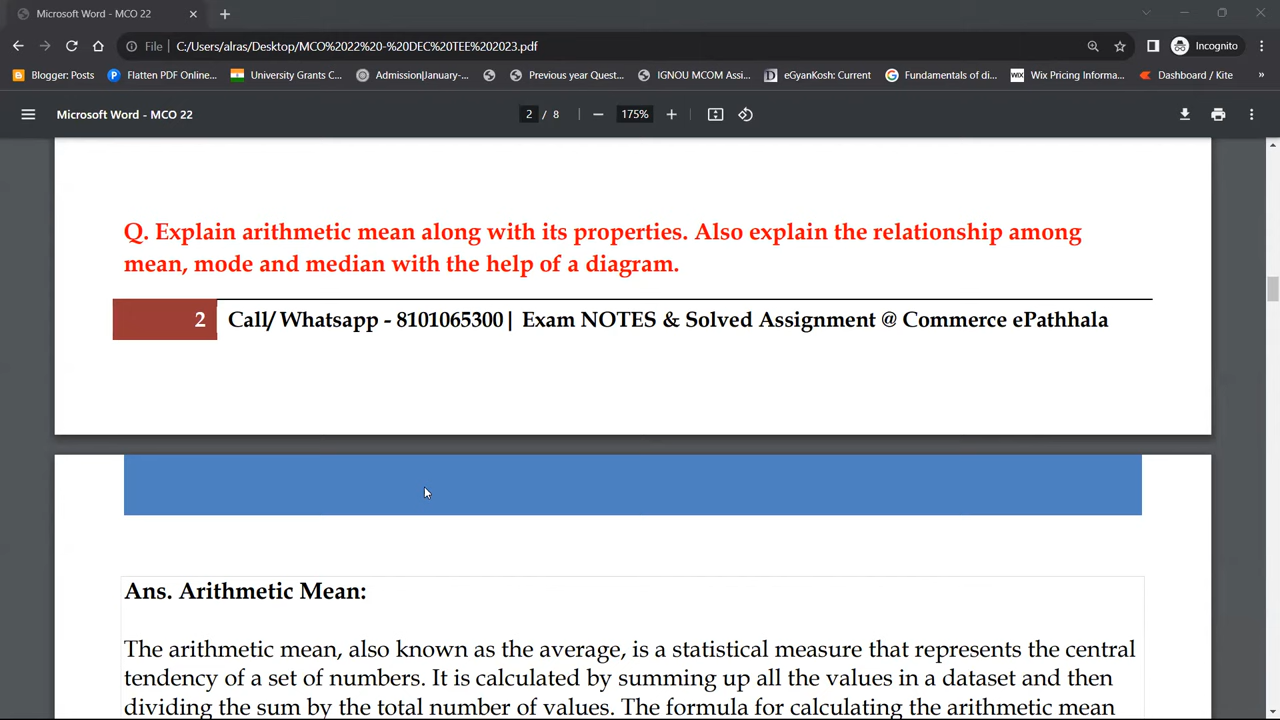 Microsoft Word - MCO 22
File
C:/Users/alras/Desktop/MCO%2022%20-%20DEC%20TEE%202023.pdf
Incognito
Blogger: Posts
Flatten PDF Online...
University Grants C...
Admission|January-...
Previous year Quest...
IGNOU MCOM Assi...
eGyanKosh: Current
Fundamentals of di...
WIX Wix Pricing Informa...
Dashboard / Kite
»
Microsoft Word - MCO 22
2 / 8
175%
Q. Explain arithmetic mean along with its properties. Also explain the relationship among
mean, mode and median with the help of a diagram.
2 Call/ Whatsapp - 8101065300| Exam NOTES & Solved Assignment @ Commerce ePathhala
Ans. Arithmetic Mean:
The arithmetic mean, also known as the average, is a statistical measure that represents the central
tendency of a set of numbers. It is calculated by summing up all the values in a dataset and then
dividing the sum by the total number of values. The formula for calculating the arithmetic mean